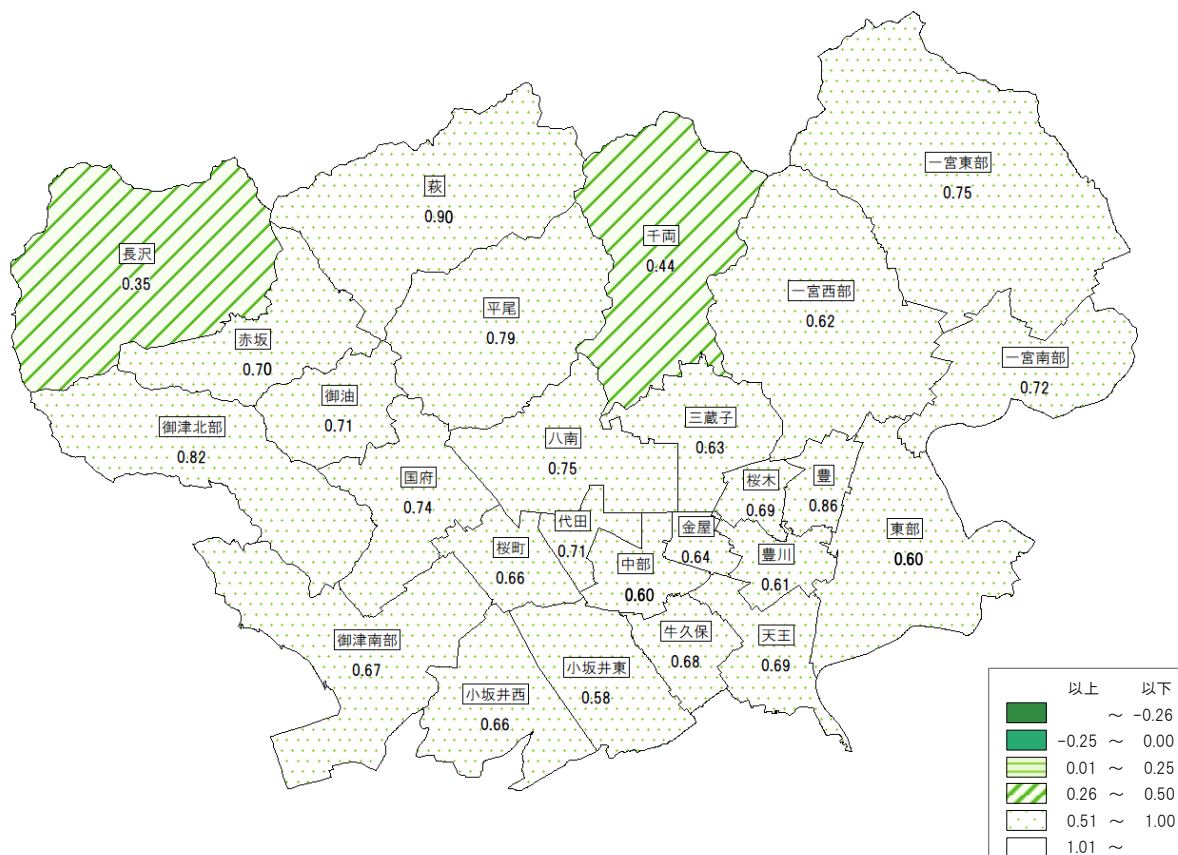 一宮東部
0.75
萩
0.90
千両
0.44
長沢
0.35
一宮西部
0.62
平尾
0.79
赤坂
0.70
一宮南部
0.72
御油
0.71
三蔵子
0.63
御津北部
0.82
八南
0.75
国府
0.74
桜木
0.69
豊
0.86
代田
0.71
金屋
0.64
東部
0.60
桜町
0.66
中部
0.60
豊川
0.61
御津南部
0.67
牛久保
0.68
天王
0.69
小坂井東
0.58
小坂井西
0.66
以上 以下
～ -0.26
-0.25 ～ 0.00
0.01 ～ 0.25
0.26 ～ 0.50
0.51 ～ 1.00
1.01 ～